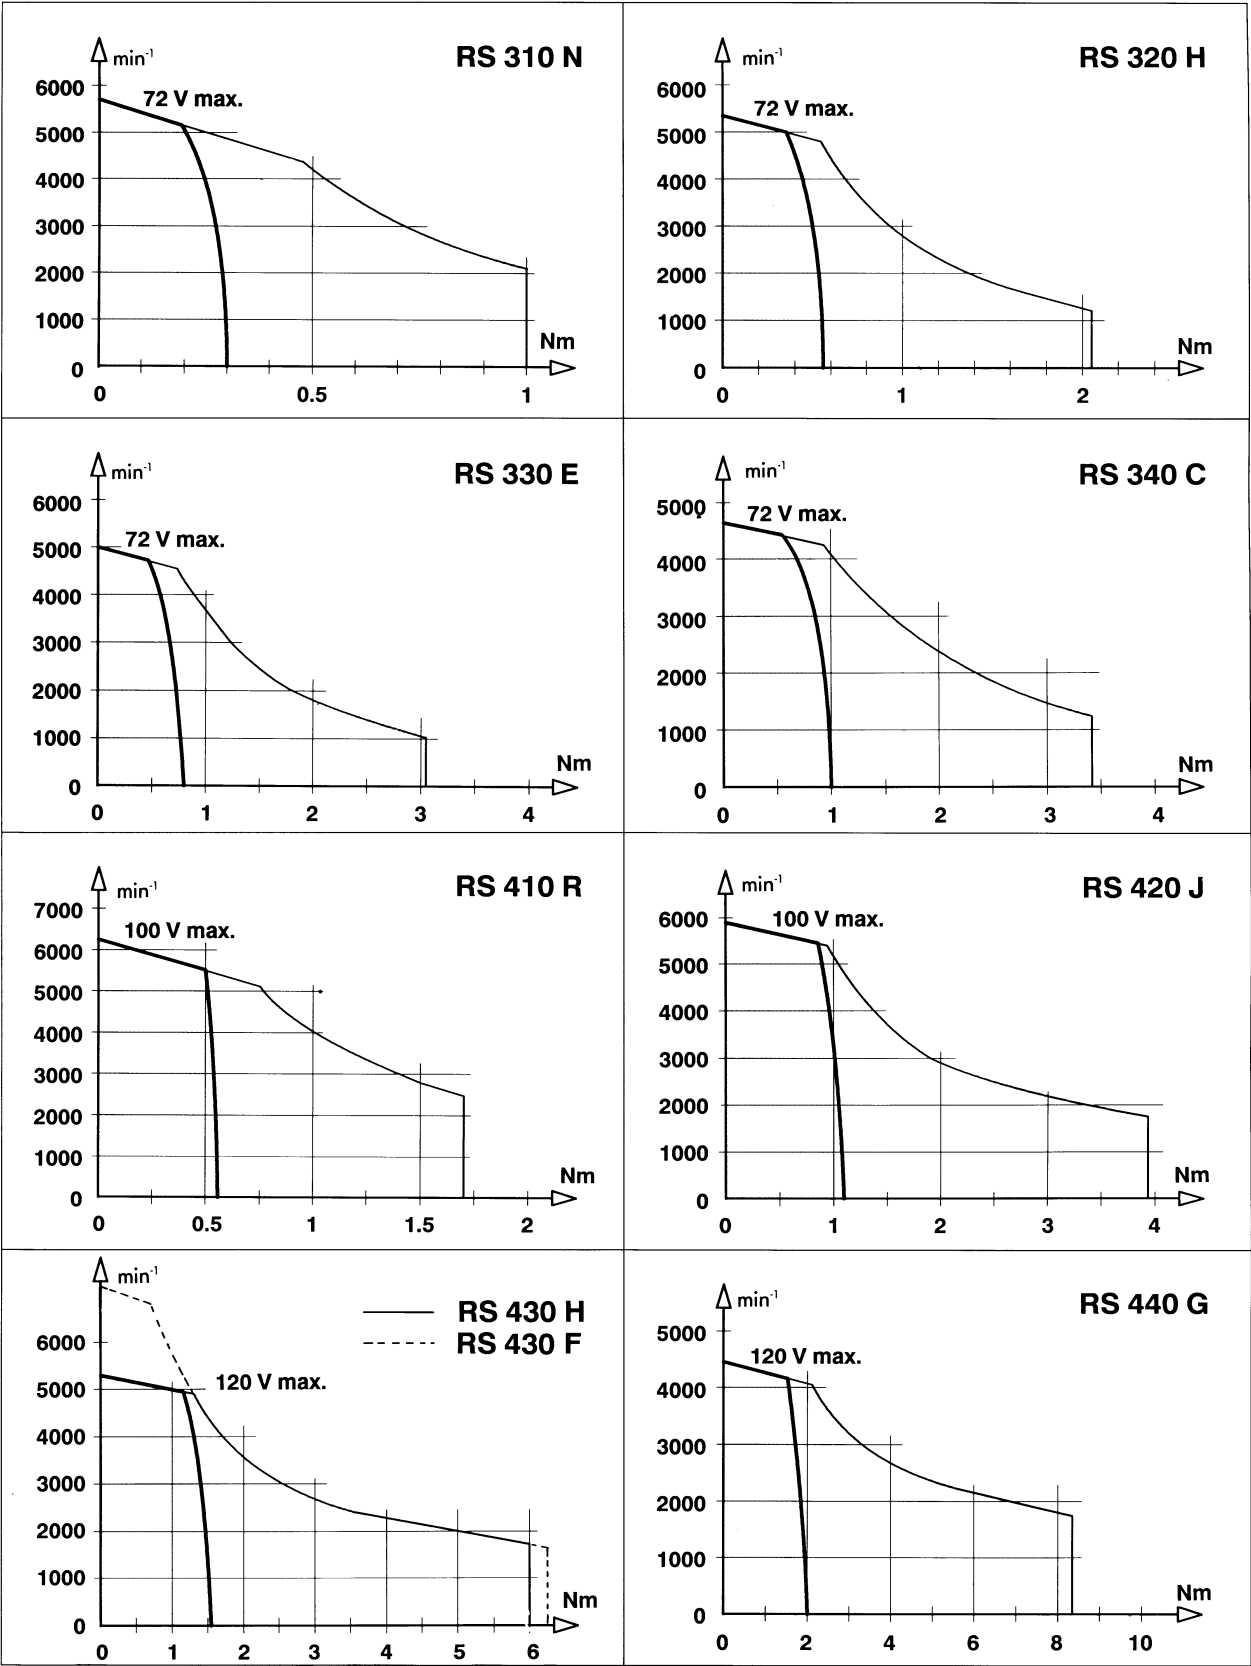 min-1
RS 310 N
6000
72 V max.
5000
4000
3000
2000
1000
Nm
0
0 0.5 1
min-1
RS 320 H
6000
72 V max.
5000
4000
3000
2000
1000
Nm
0
0 1 2
min-1
RS 330 E
6000
72 V max.
5000
4000
3000
2000
1000
Nm
0
0 1 2 3 4
min-1
RS 340 C
5000
72 V max.
4000
3000
2000
1000
Nm
0
0 1 2 3 4
min-1
RS 410 R
7000
100 V max.
6000
5000
4000
3000
2000
1000
Nm
0
0 0.5 1 1.5 2
min-1
RS 420 J
6000
100 V max.
5000
4000
3000
2000
1000
Nm
0
0 1 2 3 4
min-1
RS 430 H
RS 430 F
6000
120 V max.
5000
4000
3000
2000
1000
Nm
0
0 1 2 3 4 5 6
min-1
RS 440 G
5000
120 V max.
4000
3000
2000
1000
Nm
0
0 2 4 6 8 10